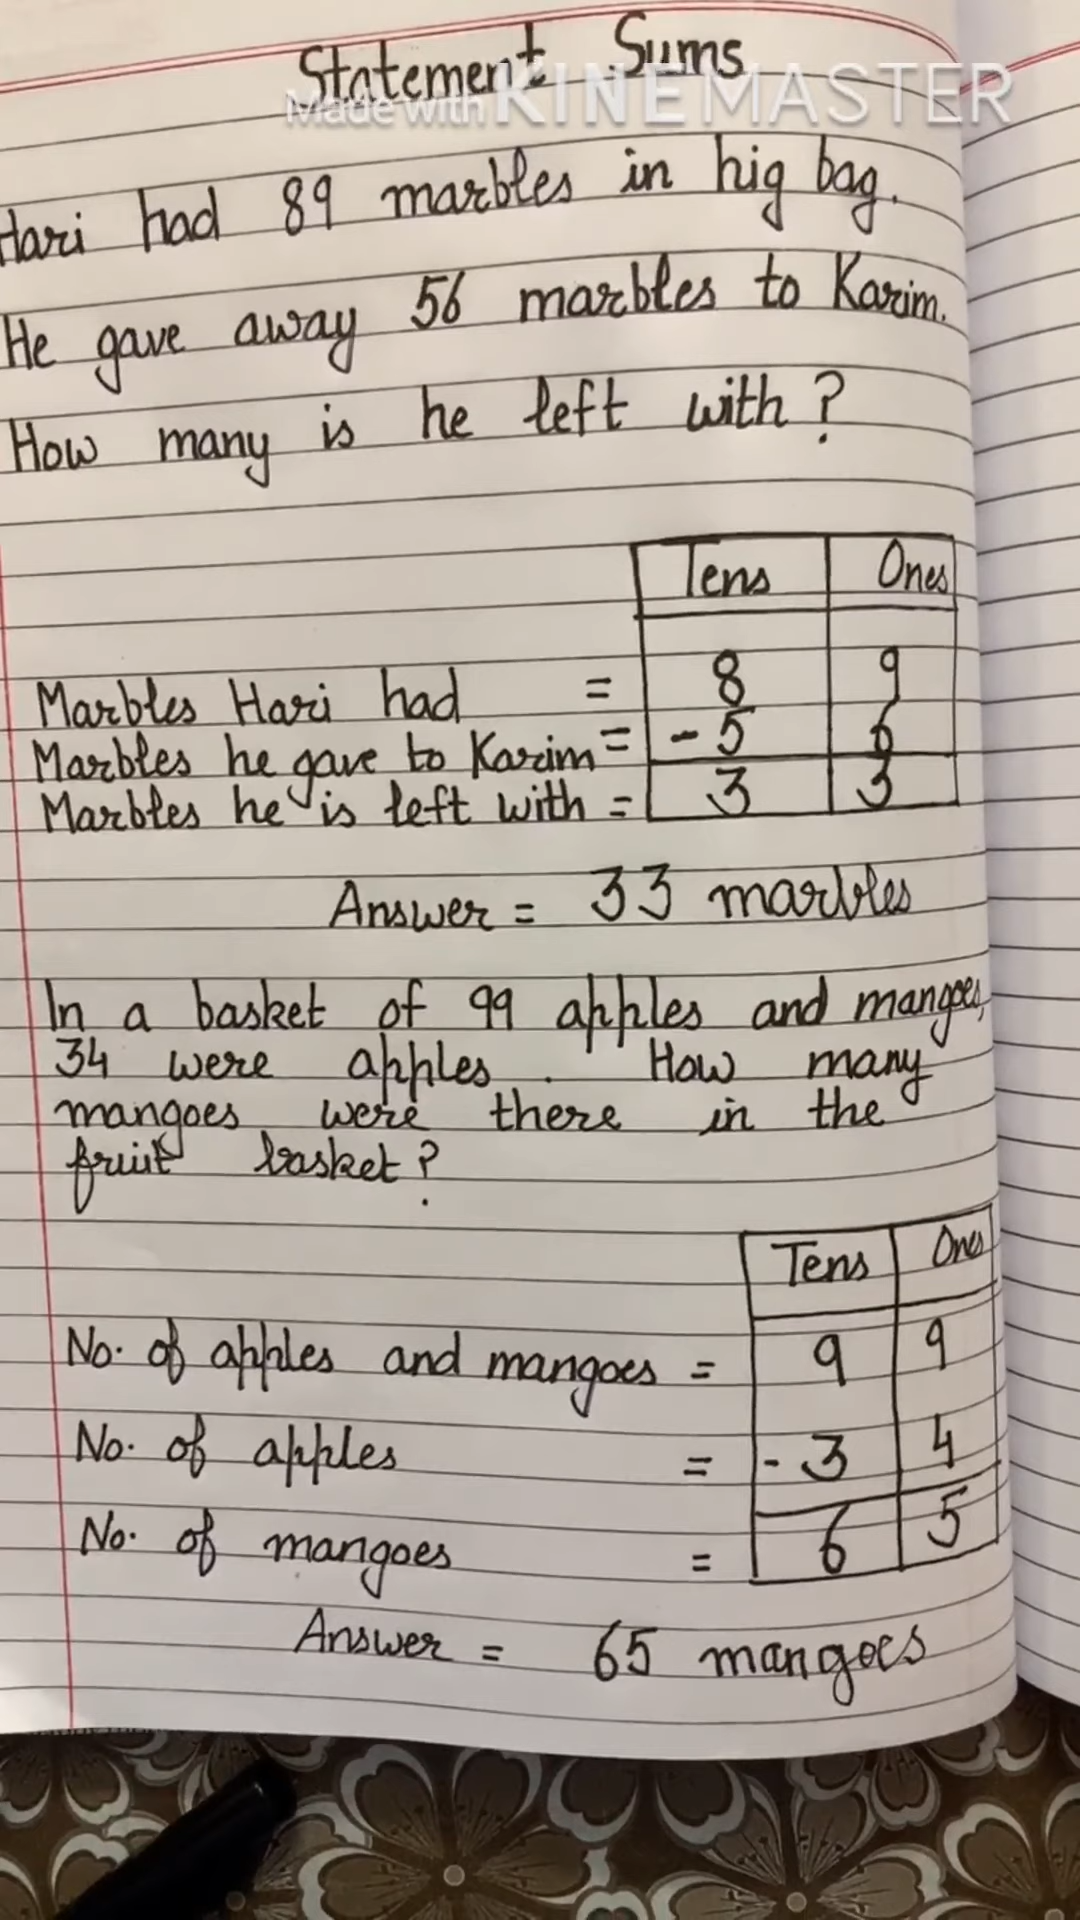 Statement Sums
Made with KINEMASTER
Hari had 89 marbles in hig bag.
He gave away 56 marbles to Karim.
How many is he left with?
Tens Ones
Marbles Hari had = 8 9
Marbles he gave to Karim = - 5 6
Marbles he is left with = 3 3
Answer = 33 marbles
In a basket of 99 apples and mangoes,
34 were apples. How many
mangoes were there in the
fruit basket?
Tens Ones
No. of apples and mangoes = 9 9
No. of apples = - 3 4
No. of mangoes = 6 5
Answer = 65 mangoes